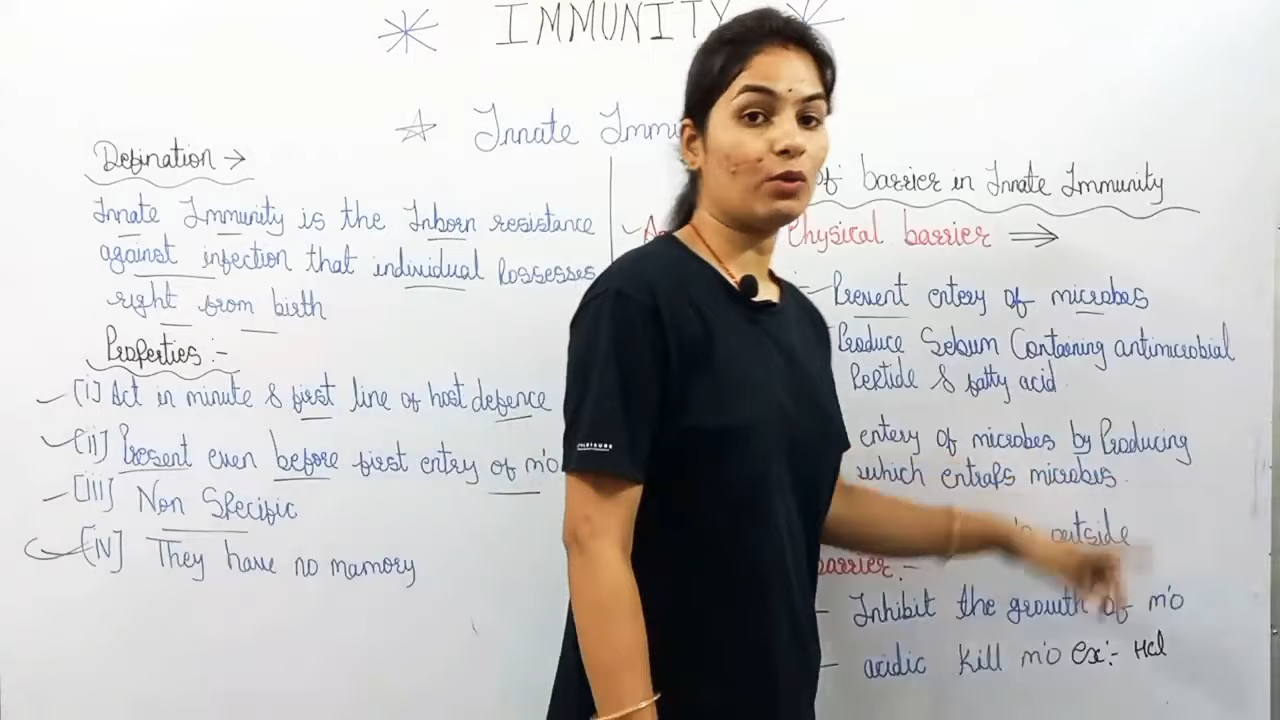 IMMUNITY
Innate Immu
Defination →
Innate Immunity is the Inborn resistance
against infection that individual Possesses
right from birth
Properties :-
[i] Act in minute & first line of host defence
[ii] Present even before first entry of m'o
[iii] Non Specific
[iv] They have no mamory
of barrier in Innate Immunity
Physical barrier ⇒
Prevent entery of microbes
Produce Sebum Containing antimicrobial
Peptide & fatty acid
entery of microbes by Producing
which entraps microbes.
outside
barrier.-
- Inhibit the growth of m'o
- acidic kill m'o ex:- Hcl